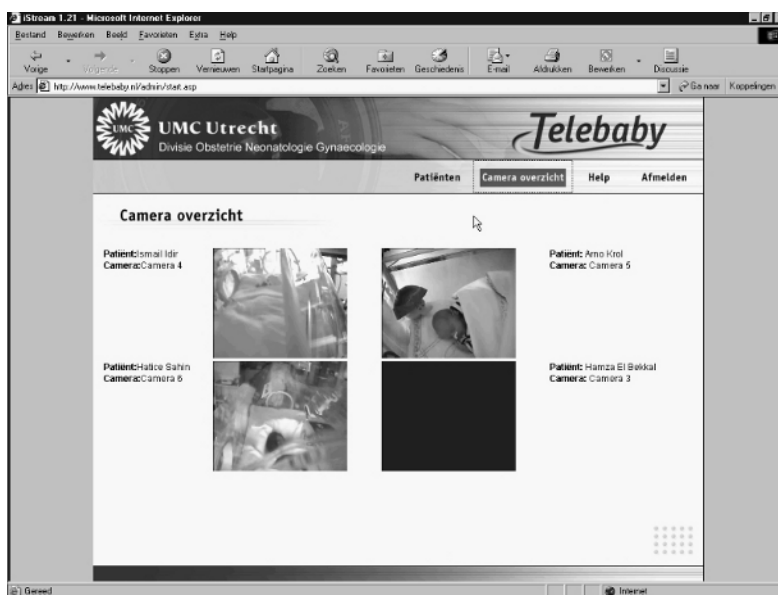 iStream 1.21 - Microsoft Internet Explorer
Bestand Bewerken Beeld Favorieten Extra Help
Vorige Volgende Stoppen Vernieuwen Startpagina Zoeken Favorieten Geschiedenis E-mail Afdrukken Bewerken Discussie
Adres http://www.telebaby.nl/admin/start.asp Ga naar Koppelingen
UMC UMC Utrecht Telebaby
Divisie Obstetrie Neonatologie Gynaecologie
Patiënten Camera overzicht Help Afmelden
Camera overzicht
Patiënt:Ismail Idir
Camera:Camera 4
Patiënt: Arno Krol
Camera: Camera 5
Patiënt:Hatice Sahin
Camera:Camera 6
Patiënt: Hamza El Bekkal
Camera: Camera 3
Gereed Internet